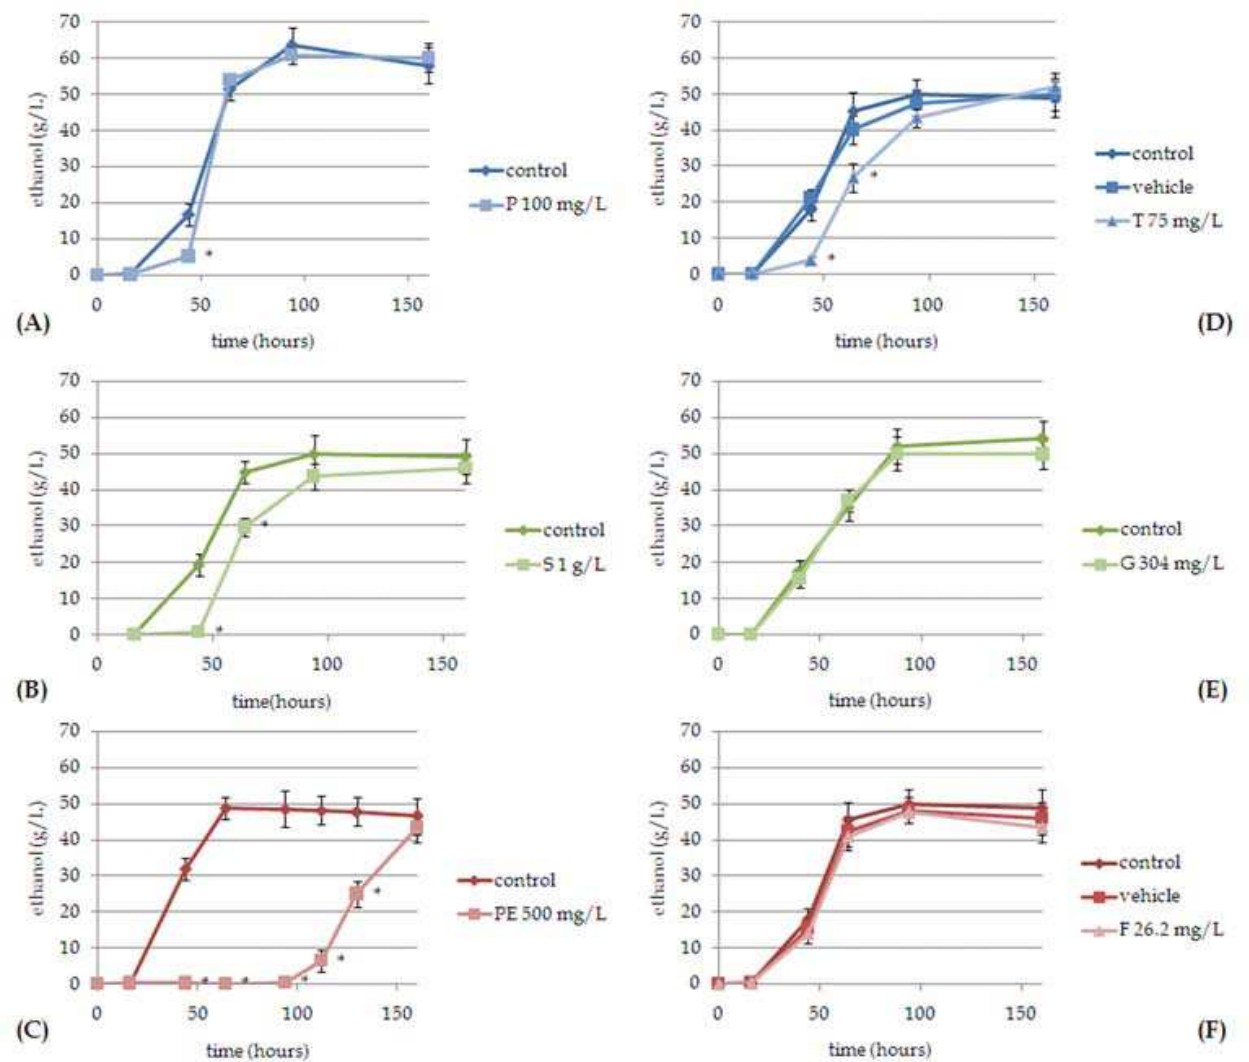 70
60
50
40
30
20
10
0
ethanol (g/L)
0 50 100 150
time (hours)
control
P 100 mg/L
*
(A)
70
60
50
40
30
20
10
0
ethanol (g/L)
0 50 100 150
time (hours)
control
vehicle
T 75 mg/L
*
*
(D)
70
60
50
40
30
20
10
0
ethanol (g/L)
0 50 100 150
time(hours)
control
S 1 g/L
*
*
(B)
70
60
50
40
30
20
10
0
ethanol (g/L)
0 50 100 150
time (hours)
control
G 304 mg/L
(E)
70
60
50
40
30
20
10
0
ethanol (g/L)
0 50 100 150
time (hours)
control
PE 500 mg/L
*
*
*
*
*
(C)
70
60
50
40
30
20
10
0
ethanol (g/L)
0 50 100 150
time (hours)
control
vehicle
F 26.2 mg/L
(F)